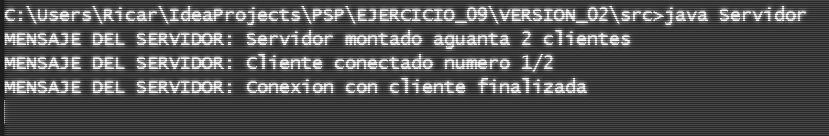 C:\Users\Ricar\IdeaProjects\PSP\EJERCICIO_09\VERSION_02\src>java Servidor
MENSAJE DEL SERVIDOR: Servidor montado aguanta 2 clientes
MENSAJE DEL SERVIDOR: Cliente conectado numero 1/2
MENSAJE DEL SERVIDOR: Conexion con cliente finalizada